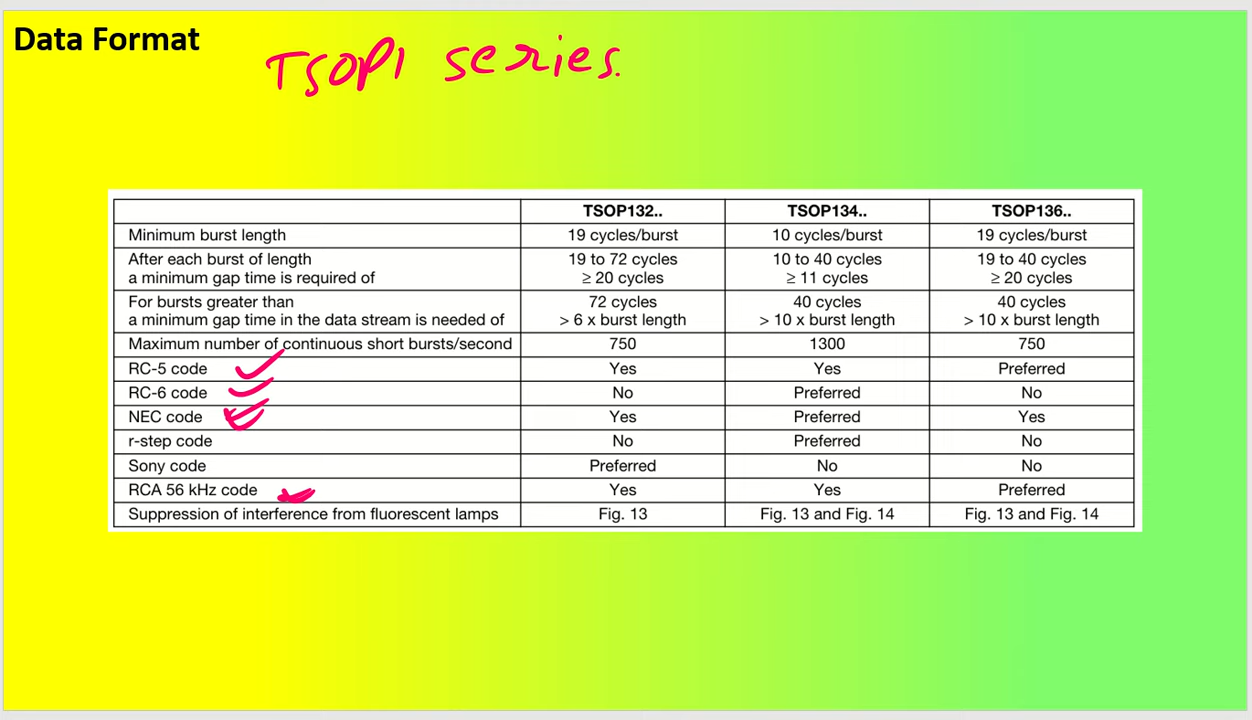 Data Format
TSOP1 series.
TSOP132.. TSOP134.. TSOP136..
Minimum burst length 19 cycles/burst 10 cycles/burst 19 cycles/burst
After each burst of length 19 to 72 cycles 10 to 40 cycles 19 to 40 cycles
a minimum gap time is required of ≥ 20 cycles ≥ 11 cycles ≥ 20 cycles
For bursts greater than 72 cycles 40 cycles 40 cycles
a minimum gap time in the data stream is needed of > 6 x burst length > 10 x burst length > 10 x burst length
Maximum number of continuous short bursts/second 750 1300 750
RC-5 code Yes Yes Preferred
RC-6 code No Preferred No
NEC code Yes Preferred Yes
r-step code No Preferred No
Sony code Preferred No No
RCA 56 kHz code Yes Yes Preferred
Suppression of interference from fluorescent lamps Fig. 13 Fig. 13 and Fig. 14 Fig. 13 and Fig. 14